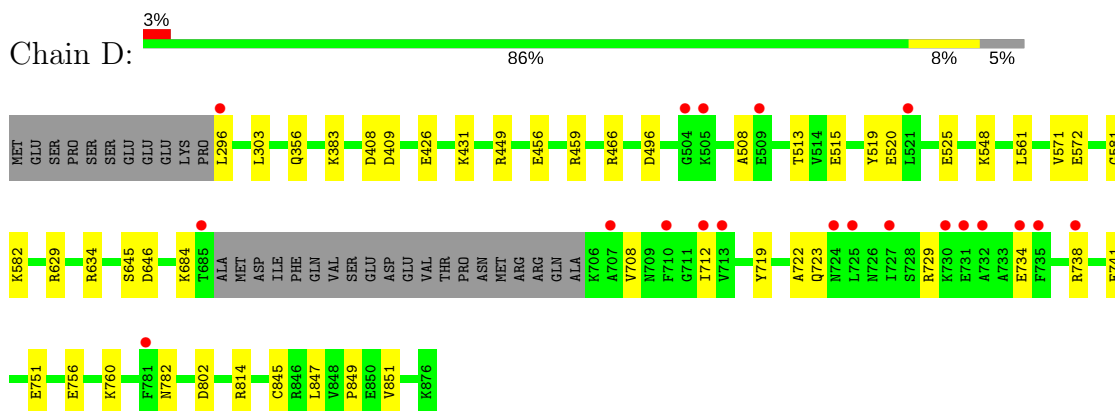 3%
Chain D:
86% 8% 5%
MET GLU SER PRO SER SER GLU GLU GLU LYS PRO L296 L303 Q356 K383 D408 D409 E426 K431 R449 E456 R459 R466 D496 G504 K505 A508 E509 T513 V514 E515 Y519 E520 L521 E525 K548 L561 V571 E572 G581
K582 R629 R634 S645 D646 K684 T685 ALA MET ASP ILE PHE GLN VAL SER GLU ASP GLU VAL THR PRO ASN MET ARG ARG GLN ALA K706 A707 V708 N709 F710 G711 I712 V713 Y719 A722 Q723 N724 L725 N726 I727 S728 R729 K730 E731 A732 A733 E734 F735 R738
E751 E756 K760 F781 N782 D802 R814 C845 R846 L847 V848 P849 E850 V851 K876